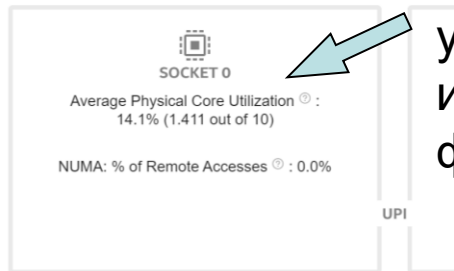 SOCKET 0
Average Physical Core Utilization ? :
14.1% (1.411 out of 10)
NUMA: % of Remote Accesses ? : 0.0%
UPI